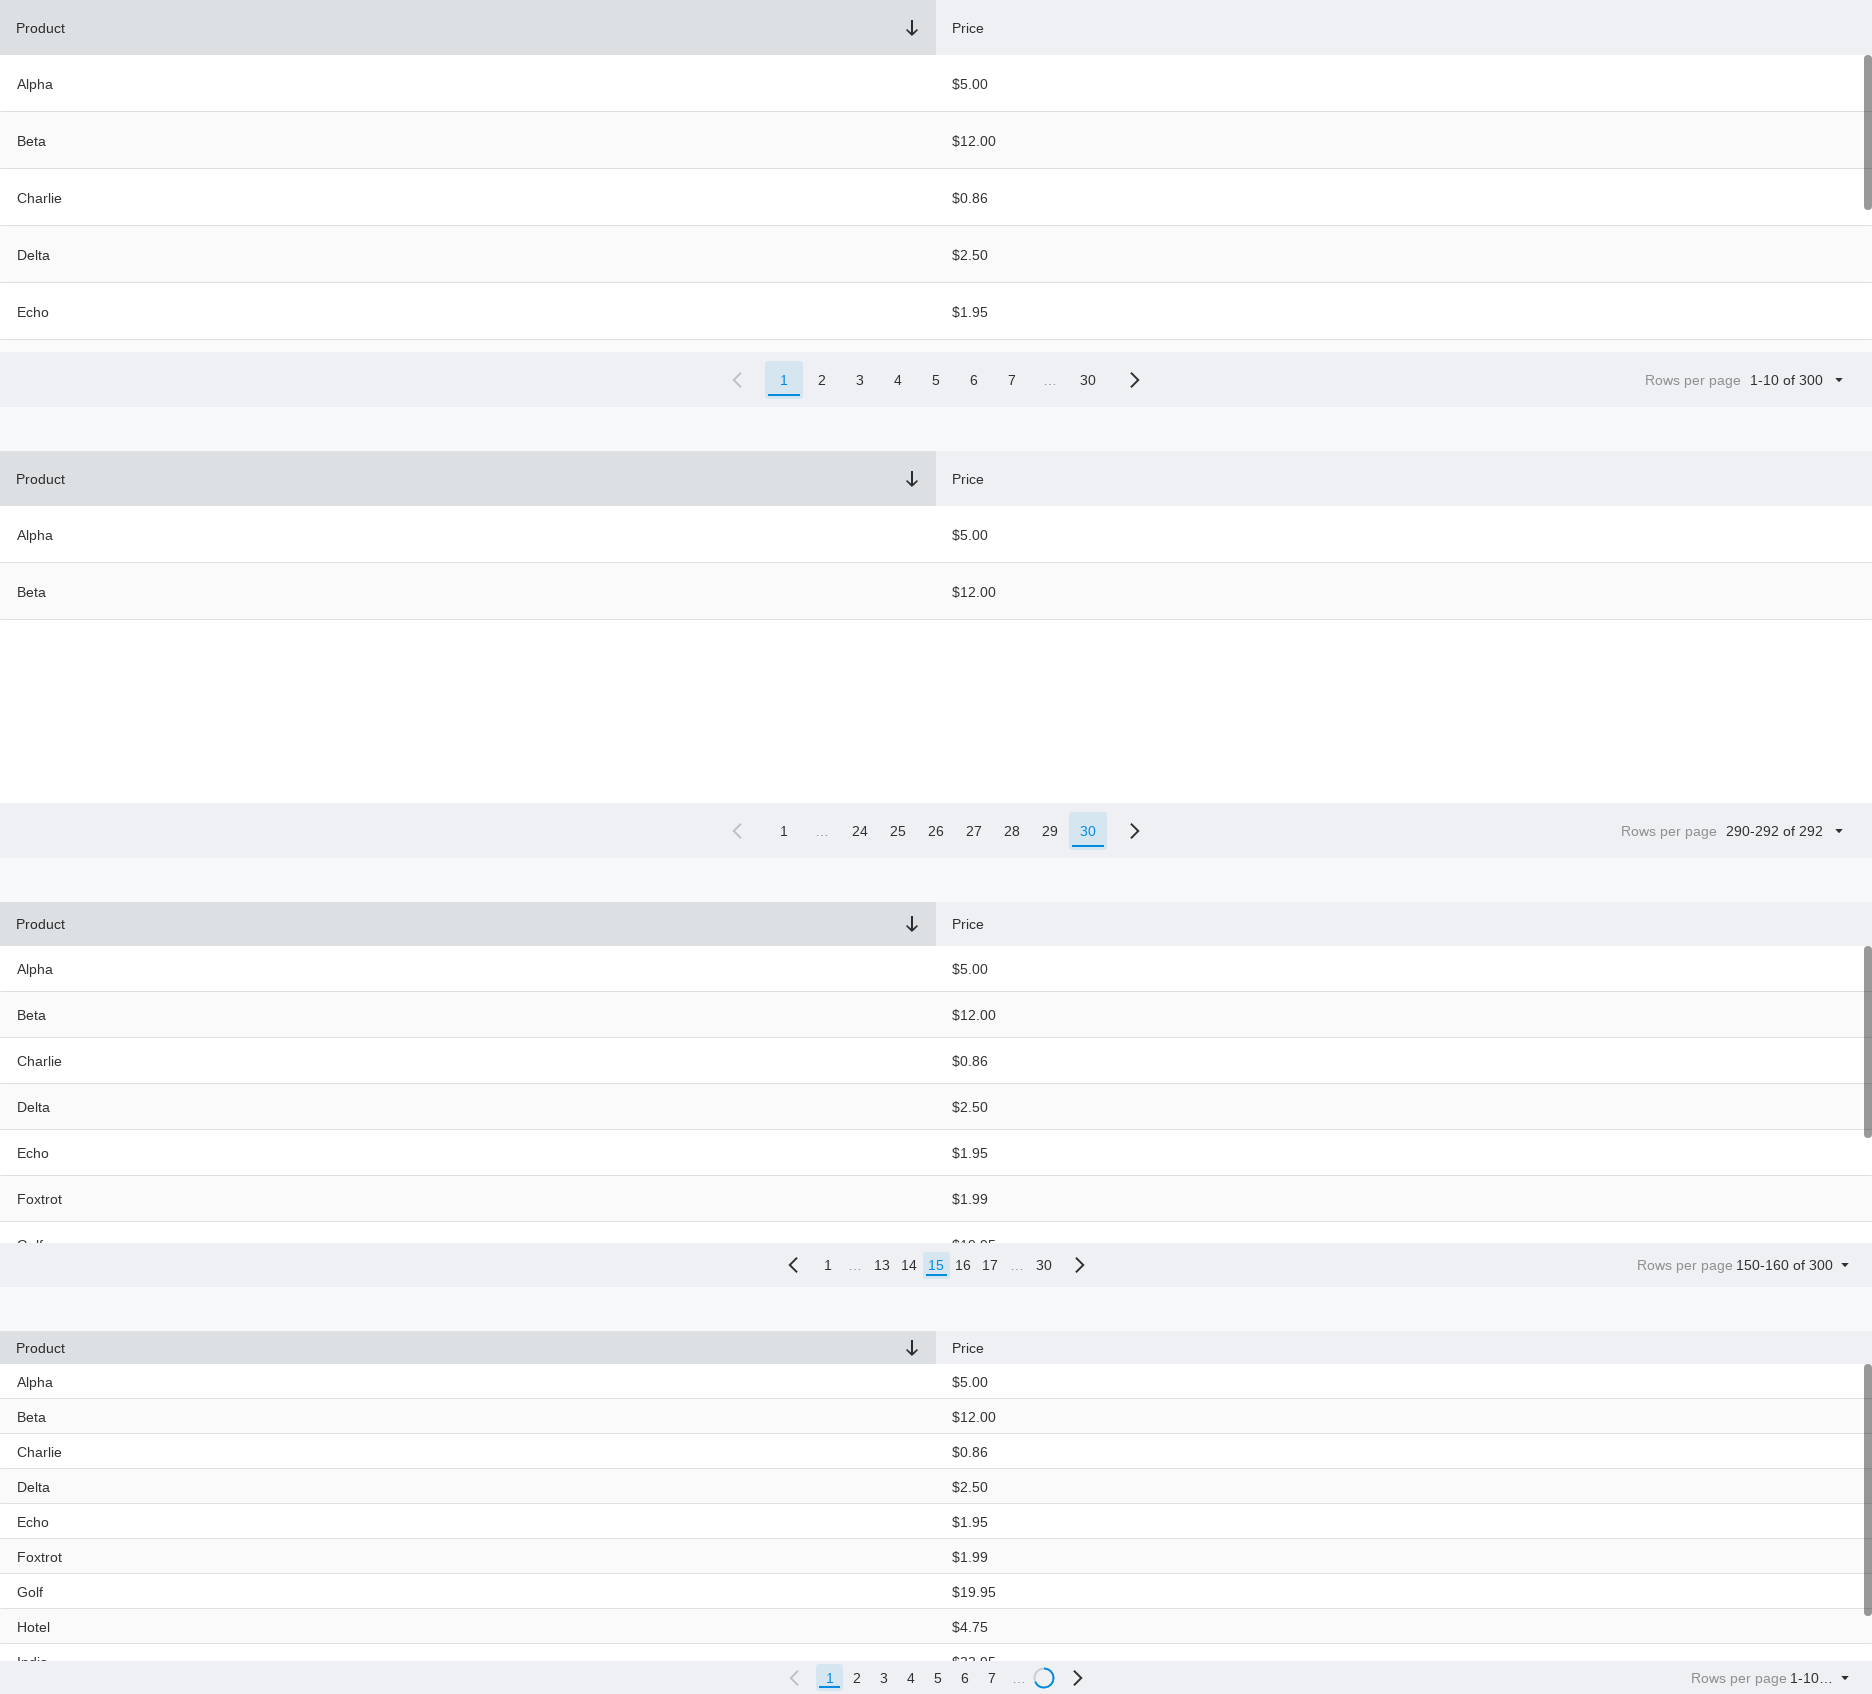 Product Price
Alpha $5.00
Beta $12.00
Charlie $0.86
Delta $2.50
Echo $1.95
1 2 3 4 5 6 7 … 30 Rows per page 1-10 of 300
Product Price
Alpha $5.00
Beta $12.00
1 … 24 25 26 27 28 29 30 Rows per page 290-292 of 292
Product Price
Alpha $5.00
Beta $12.00
Charlie $0.86
Delta $2.50
Echo $1.95
Foxtrot $1.99
1 … 13 14 15 16 17 … 30 Rows per page 150-160 of 300
Product Price
Alpha $5.00
Beta $12.00
Charlie $0.86
Delta $2.50
Echo $1.95
Foxtrot $1.99
Golf $19.95
Hotel $4.75
1 2 3 4 5 6 7 … Rows per page 1-10…